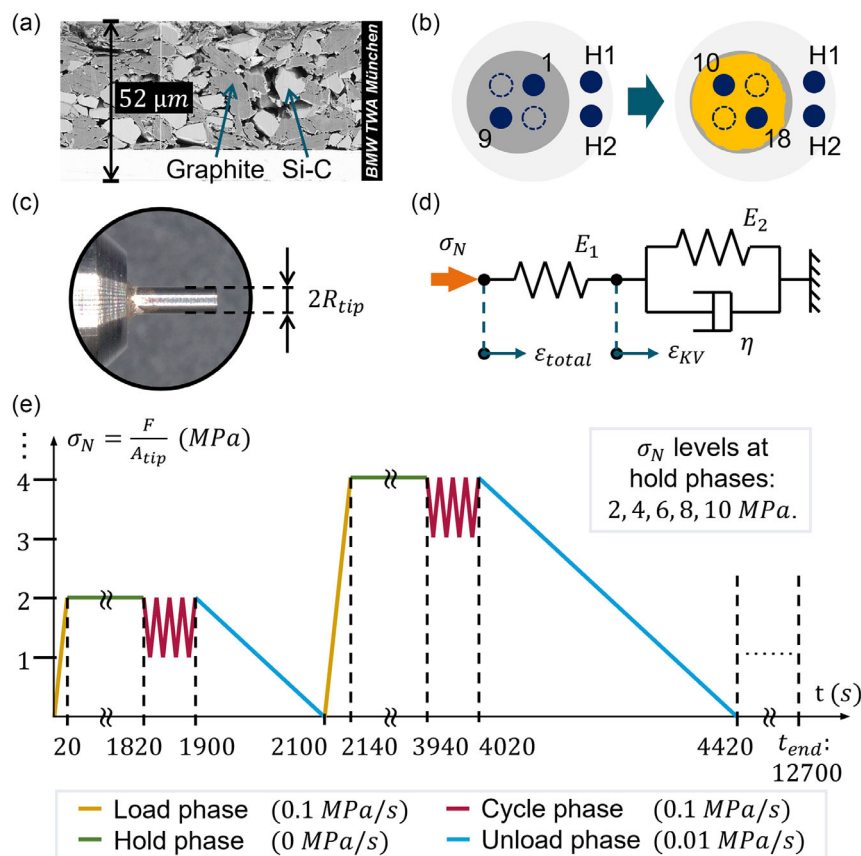 (a)
52 μm
Graphite
Si-C
BMW TWA München
(b)
1
9
H1
H2
10
18
H1
H2
(c)
2R_tip
(d)
σ_N
E_1
E_2
η
ε_total
ε_KV
(e)
σ_N = F/A_tip (MPa)
σ_N levels at
hold phases:
2, 4, 6, 8, 10 MPa.
4
3
2
1
t (s)
20
1820
1900
2100
2140
3940
4020
4420
t_end:
12700
Load phase (0.1 MPa/s)
Cycle phase (0.1 MPa/s)
Hold phase (0 MPa/s)
Unload phase (0.01 MPa/s)